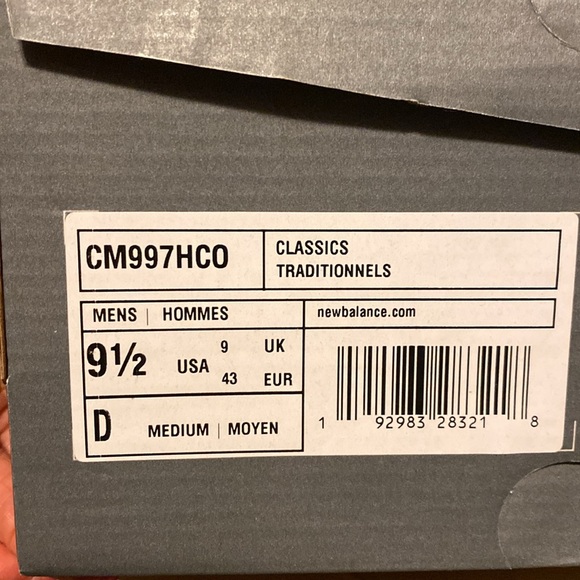 CM997HCO
CLASSICS
TRADITIONNELS
MENS | HOMMES
newbalance.com
9½ USA 9 UK
43 EUR
D MEDIUM | MOYEN
1 92983 28321 8